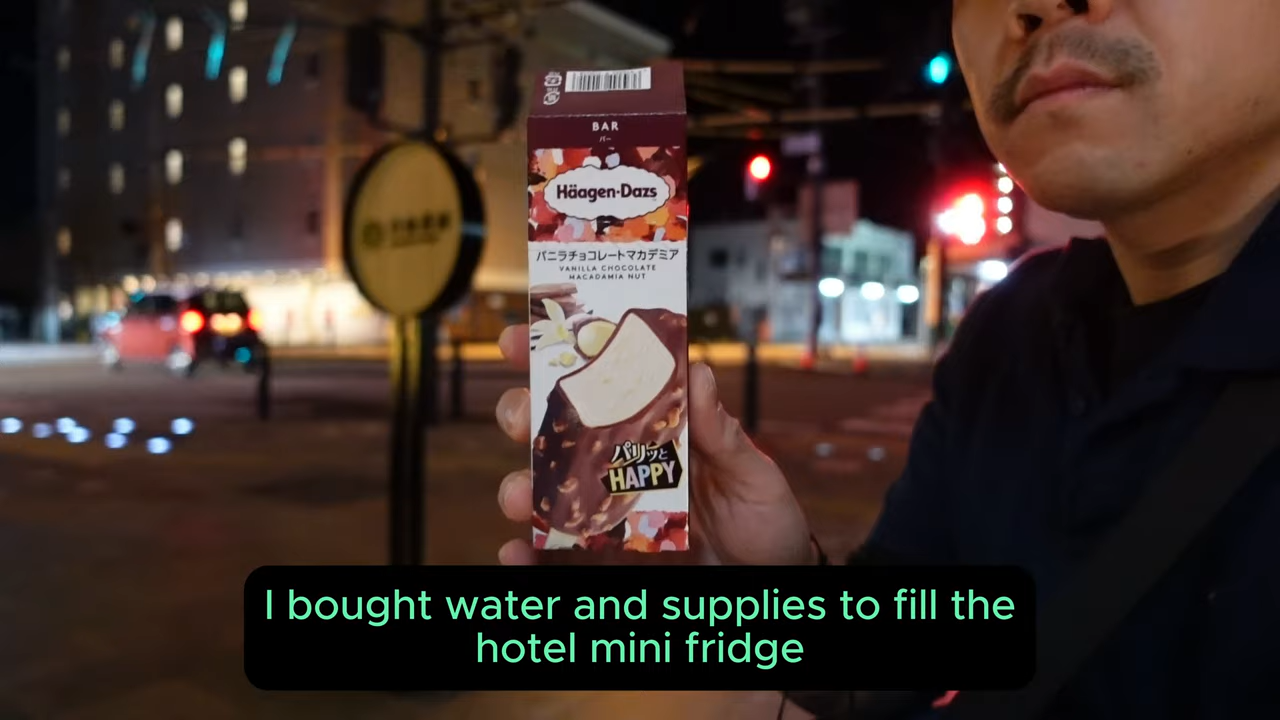 BAR
バー
Häagen-Dazs
バニラチョコレートマカデミア
VANILLA CHOCOLATE
MACADAMIA NUT
パリッと
HAPPY
I bought water and supplies to fill the
hotel mini fridge